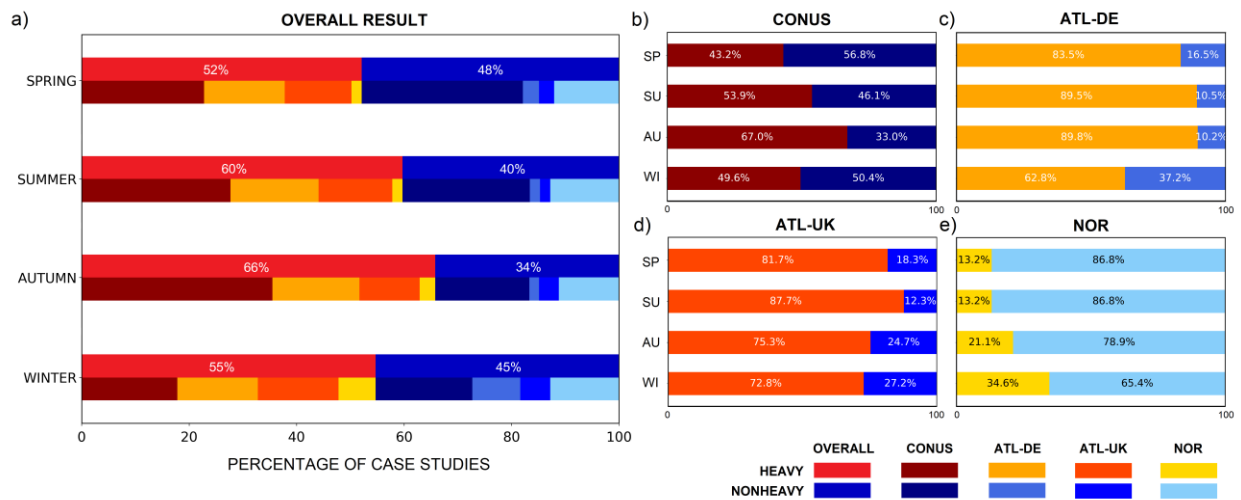 a) OVERALL RESULT
SPRING
52% 48%
SUMMER
60% 40%
AUTUMN
66% 34%
WINTER
55% 45%
0 20 40 60 80 100
PERCENTAGE OF CASE STUDIES
b) CONUS
SP 43.2% 56.8%
SU 53.9% 46.1%
AU 67.0% 33.0%
WI 49.6% 50.4%
0 100
c) ATL-DE
83.5% 16.5%
89.5% 10.5%
89.8% 10.2%
62.8% 37.2%
0 100
d) ATL-UK
SP 81.7% 18.3%
SU 87.7% 12.3%
AU 75.3% 24.7%
WI 72.8% 27.2%
0 100
e) NOR
13.2% 86.8%
13.2% 86.8%
21.1% 78.9%
34.6% 65.4%
0 100
OVERALL CONUS ATL-DE ATL-UK NOR
HEAVY
NONHEAVY